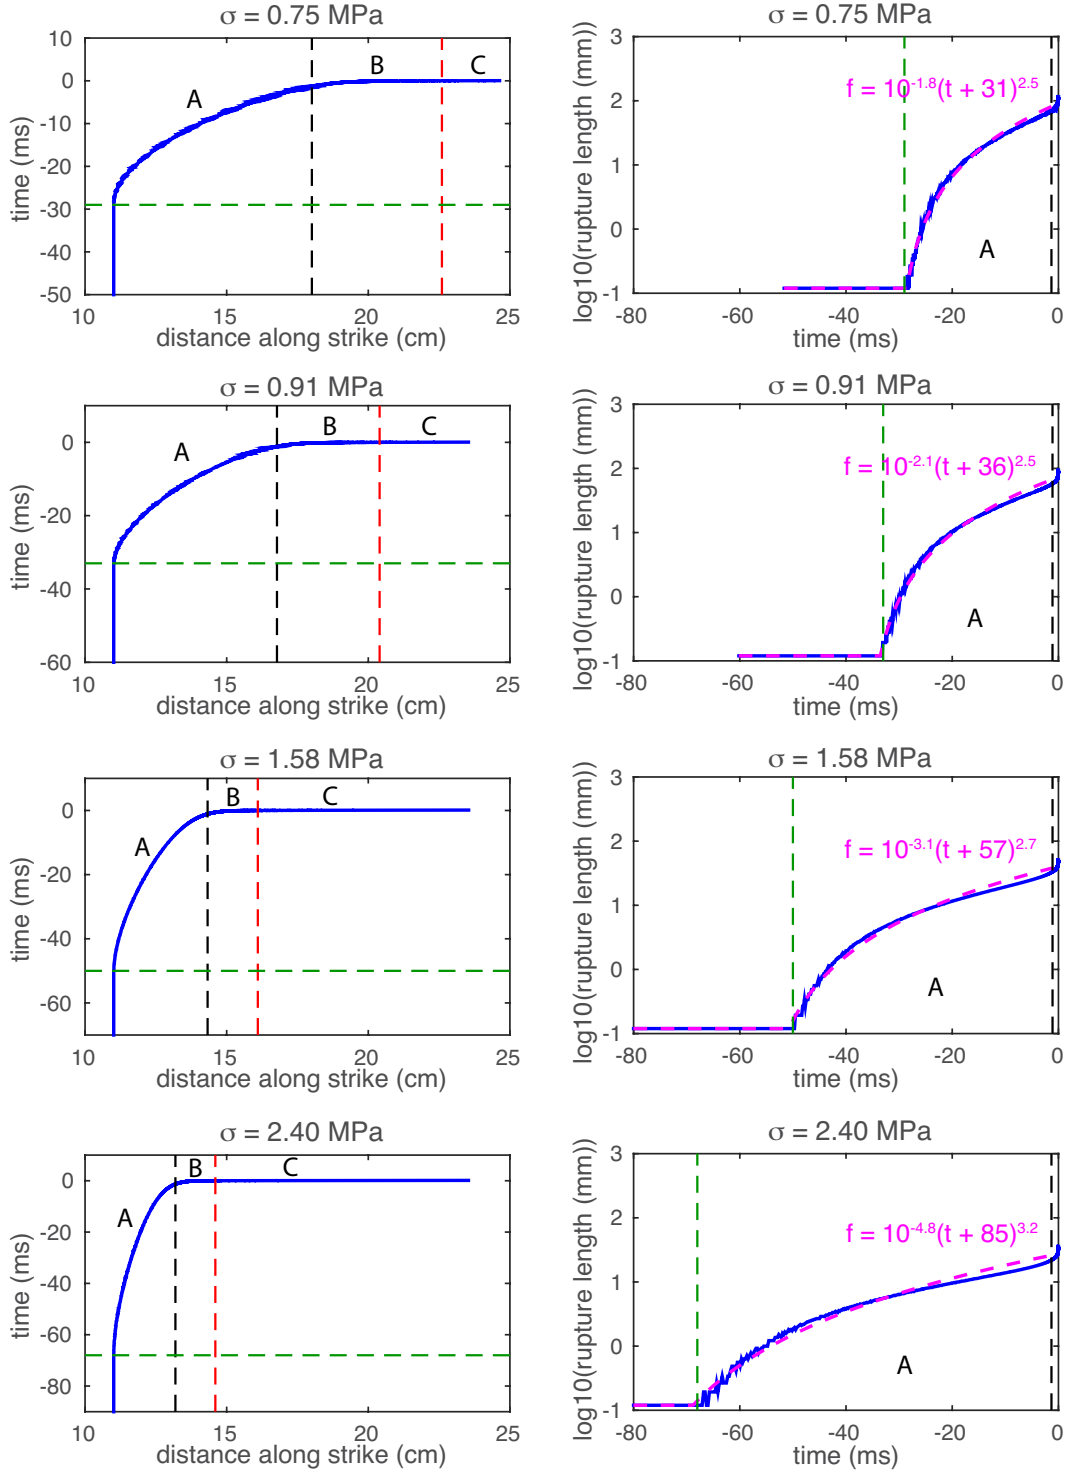 σ = 0.75 MPa
10
0
-10
-20
-30
-40
-50
time (ms)
A
B
C
10
15
20
25
distance along strike (cm)
σ = 0.75 MPa
3
2
1
0
-1
log10(rupture length (mm))
f = 10^-1.8(t + 31)^2.5
A
-80
-60
-40
-20
0
time (ms)
σ = 0.91 MPa
0
-20
-40
-60
time (ms)
A
B
C
10
15
20
25
distance along strike (cm)
σ = 0.91 MPa
3
2
1
0
-1
log10(rupture length (mm))
f = 10^-2.1(t + 36)^2.5
A
-80
-60
-40
-20
0
time (ms)
σ = 1.58 MPa
0
-20
-40
-60
time (ms)
A
B
C
10
15
20
25
distance along strike (cm)
σ = 1.58 MPa
3
2
1
0
-1
log10(rupture length (mm))
f = 10^-3.1(t + 57)^2.7
A
-80
-60
-40
-20
0
time (ms)
σ = 2.40 MPa
0
-20
-40
-60
-80
time (ms)
A
B
C
10
15
20
25
distance along strike (cm)
σ = 2.40 MPa
3
2
1
0
-1
log10(rupture length (mm))
f = 10^-4.8(t + 85)^3.2
A
-80
-60
-40
-20
0
time (ms)